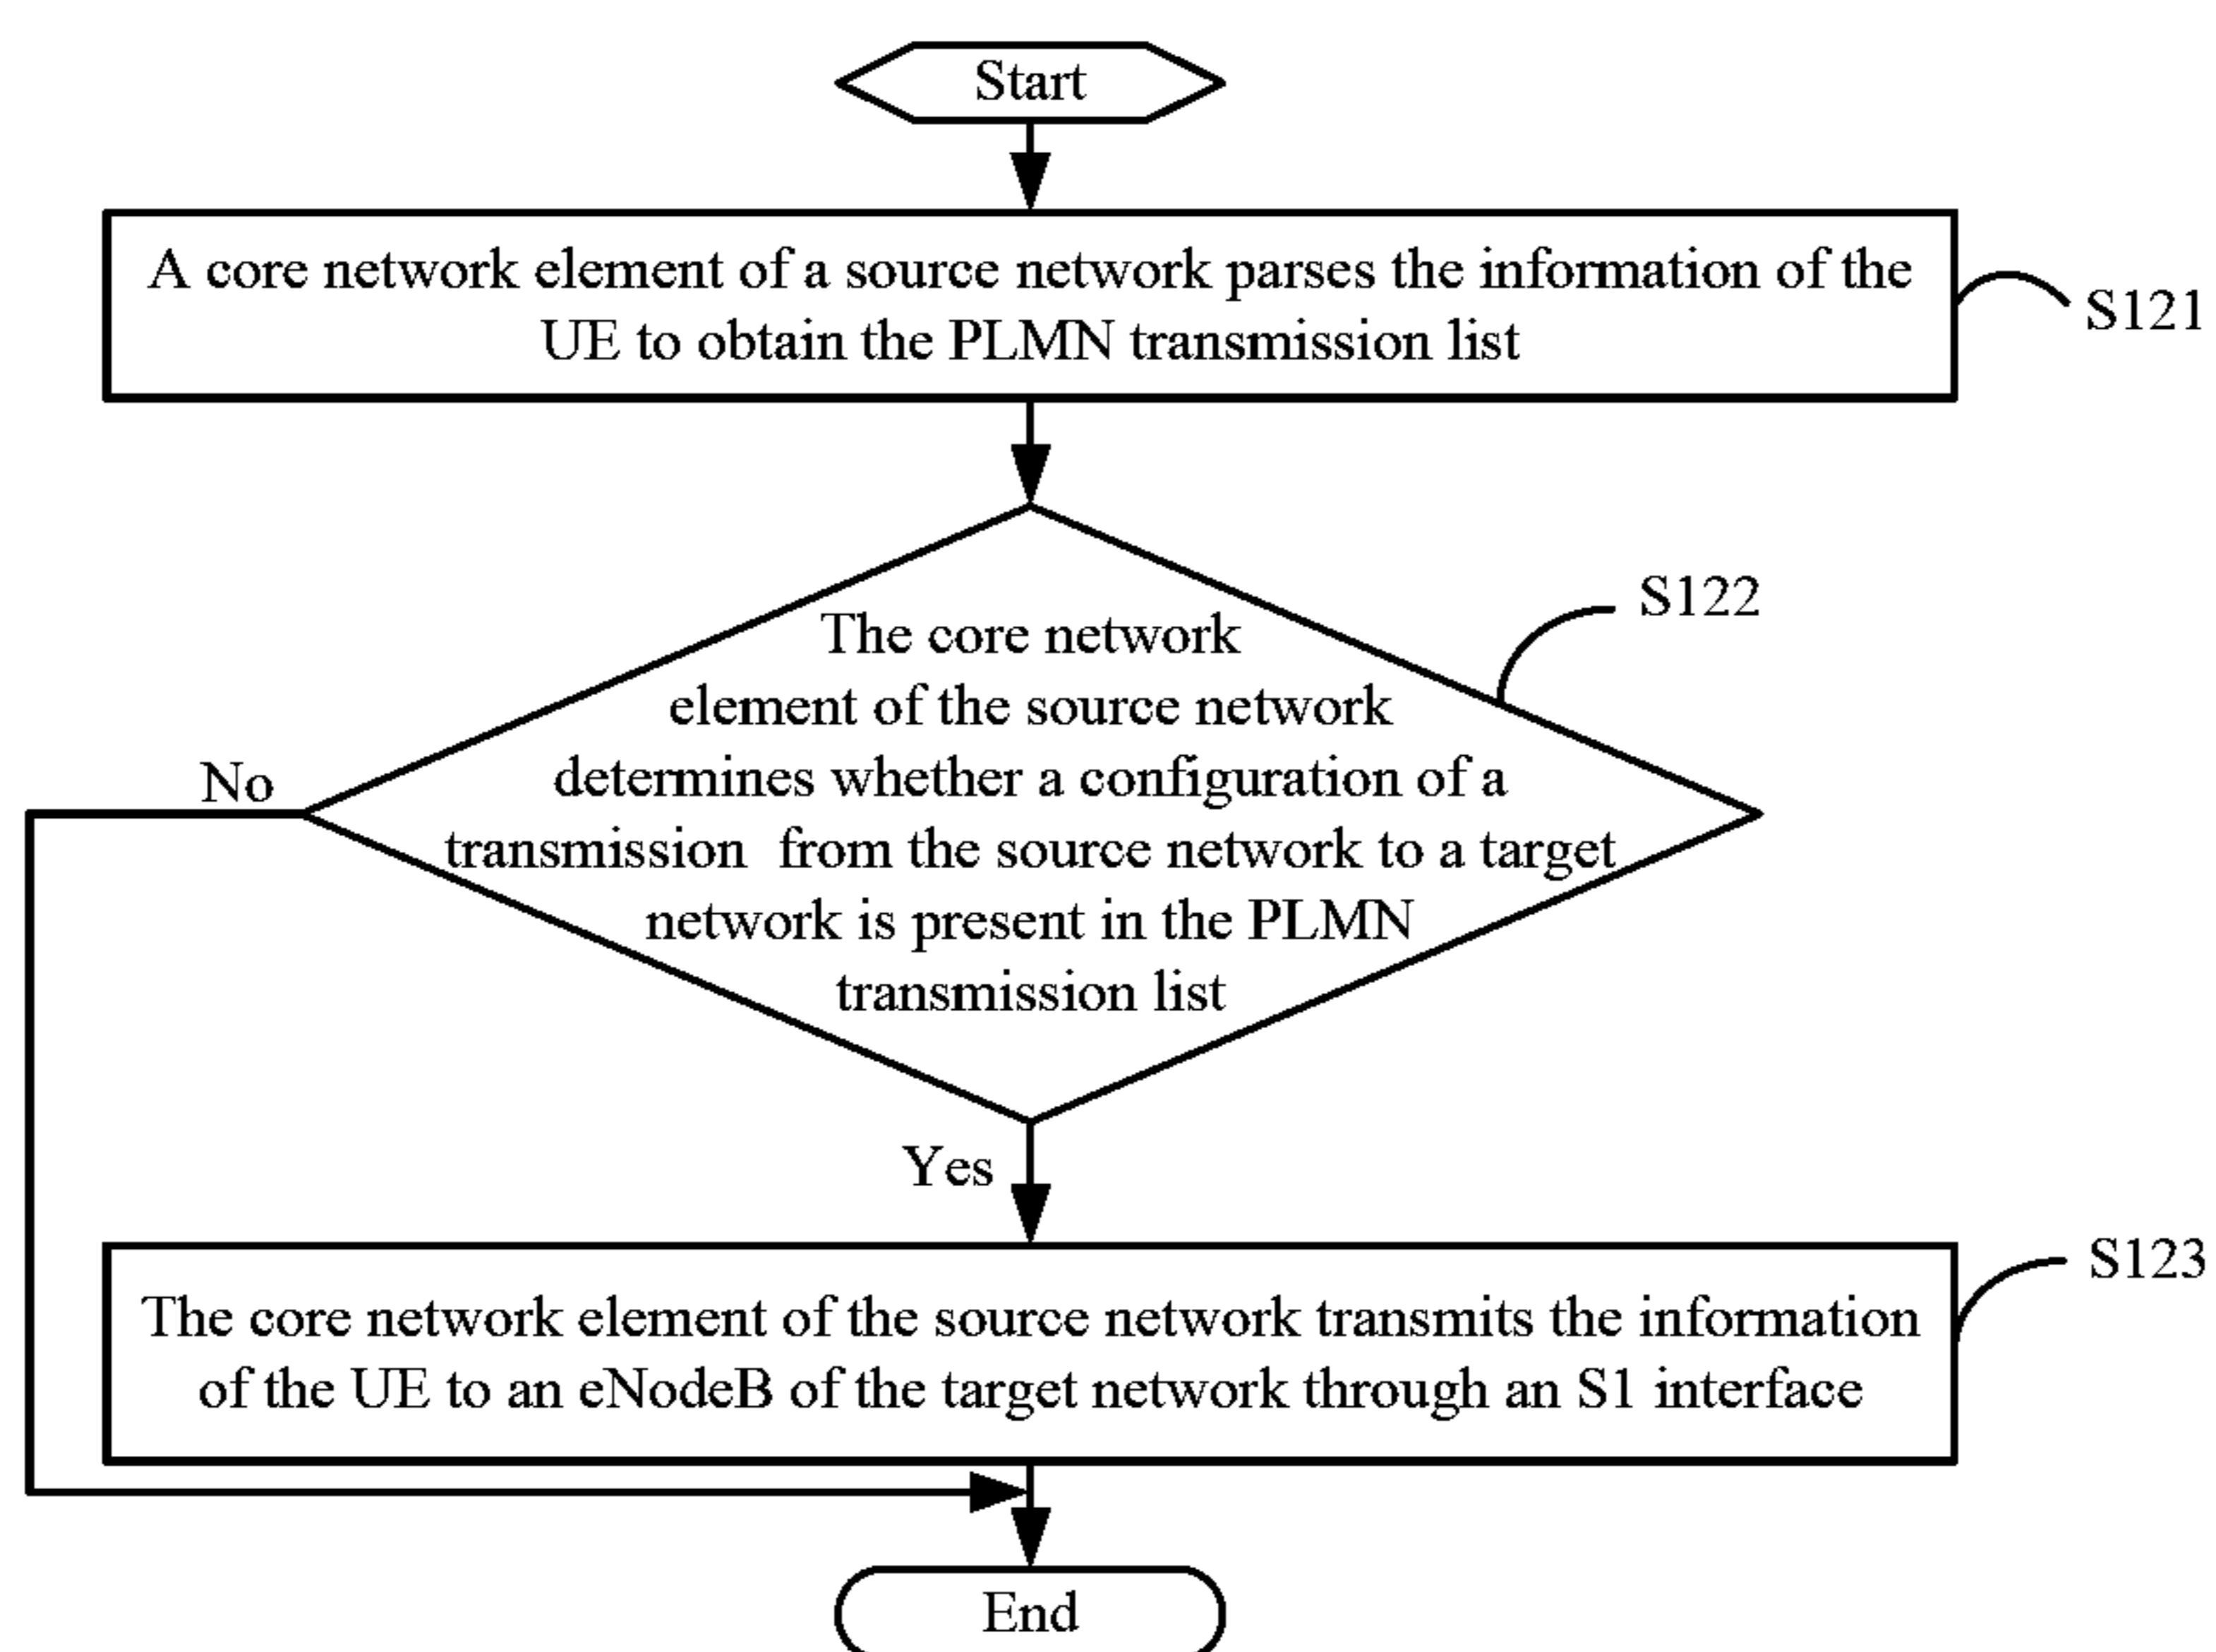 Start
A core network element of a source network parses the information of the
UE to obtain the PLMN transmission list
S121
The core network
element of the source network
determines whether a configuration of a
transmission from the source network to a target
network is present in the PLMN
transmission list
S122
No
Yes
The core network element of the source network transmits the information
of the UE to an eNodeB of the target network through an S1 interface
S123
End